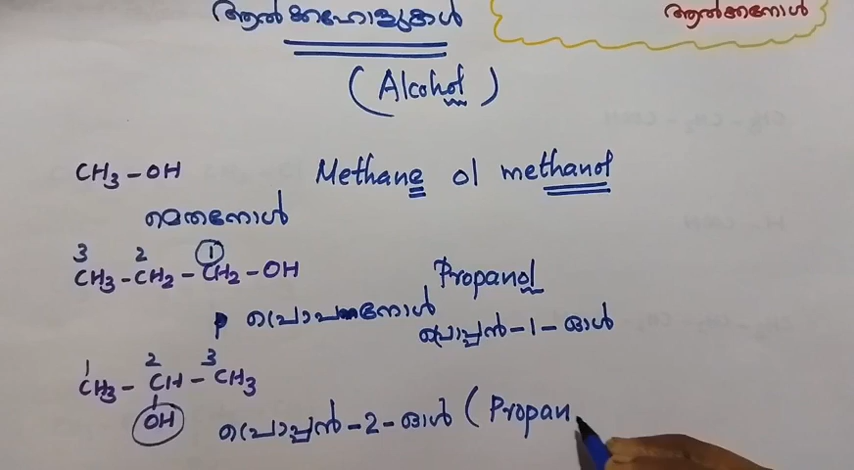 ആൽക്കഹോളുകൾ
ആൽക്കനോൾ
(Alcohol)
CH3-OH Methane ol methanol
മെതനോൾ
3 2 1
CH3-CH2-CH2-OH Propanol
പ്രൊപ്പനോൾ
പ്രൊപ്പൻ-1-ഓൾ
1 2 3
CH3-CH-CH3
OH പ്രൊപ്പൻ-2-ഓൾ (Propan